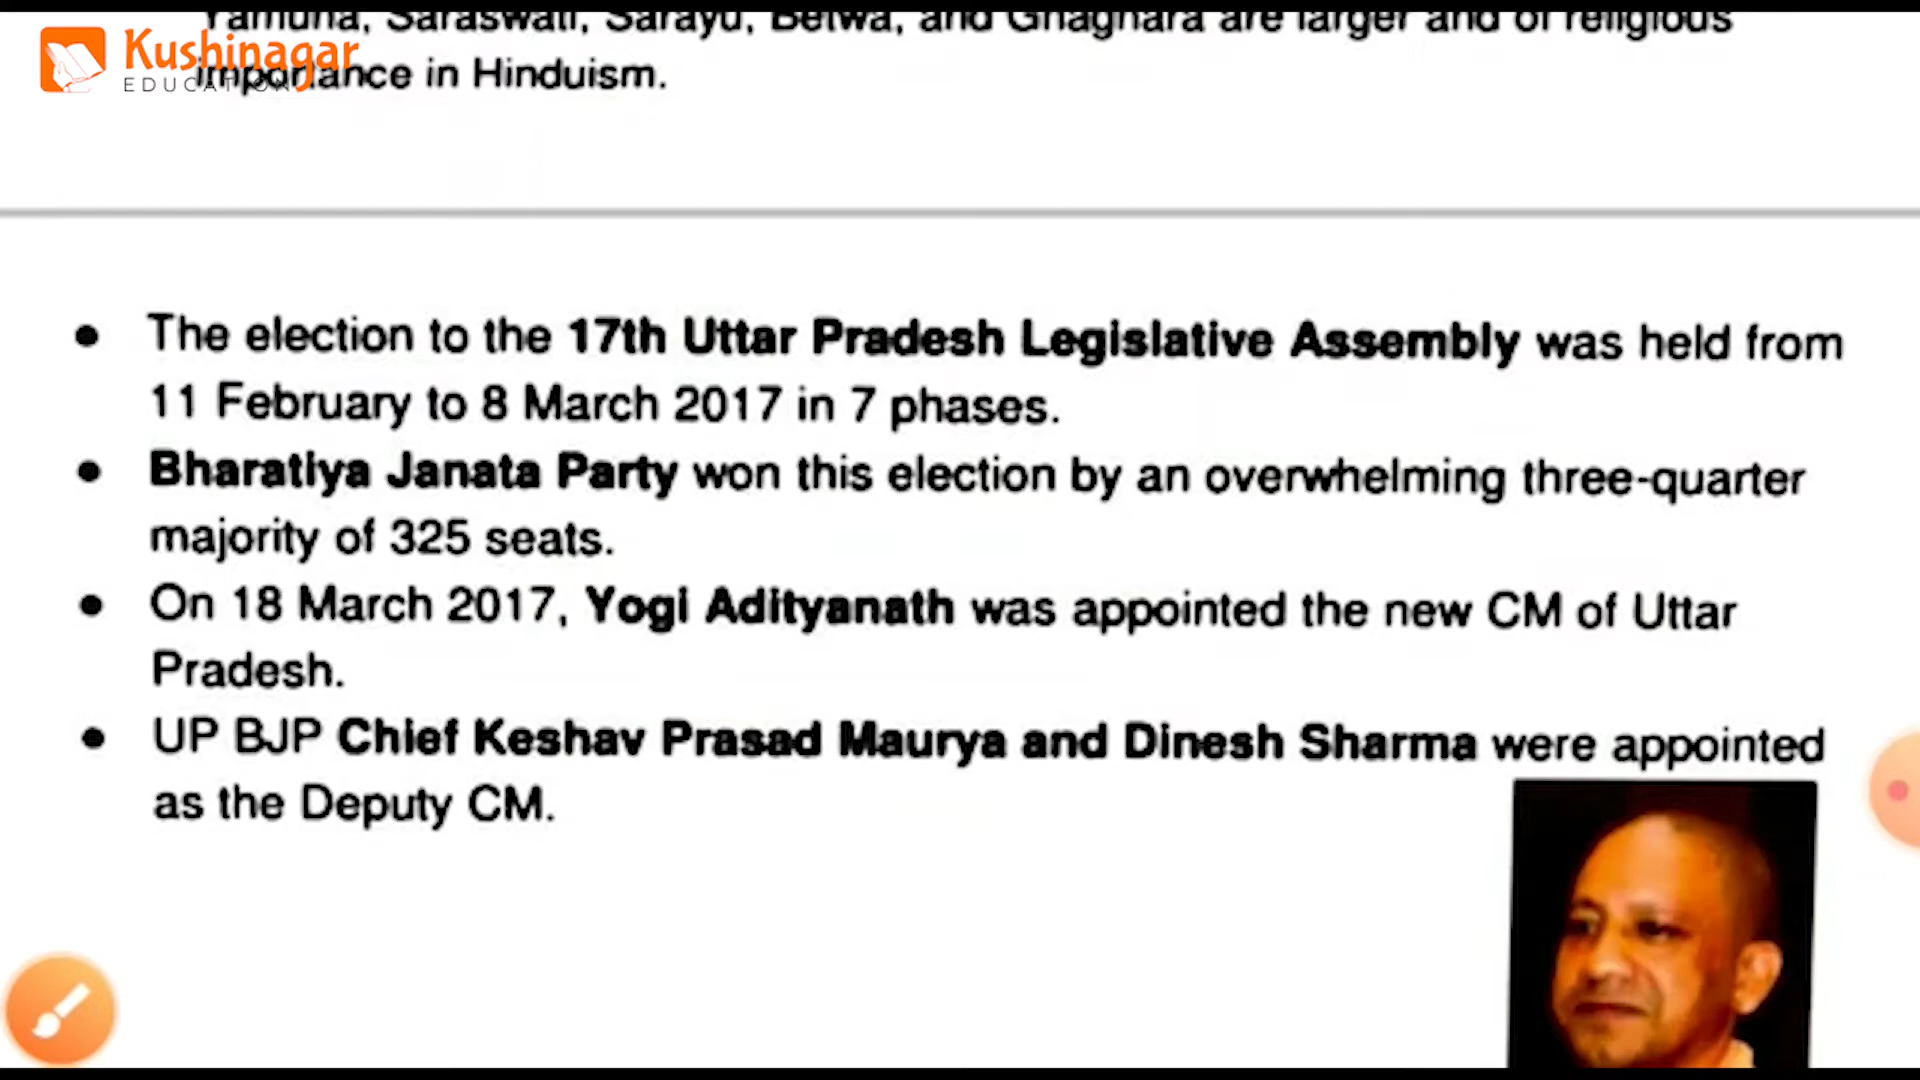 Yamuna, Saraswati, Sarayu, Betwa, and Ghaghara are larger and of religious
Kushinagar
EDUCATION
importance in Hinduism.
● The election to the 17th Uttar Pradesh Legislative Assembly was held from
11 February to 8 March 2017 in 7 phases.
● Bharatiya Janata Party won this election by an overwhelming three-quarter
majority of 325 seats.
● On 18 March 2017, Yogi Adityanath was appointed the new CM of Uttar
Pradesh.
● UP BJP Chief Keshav Prasad Maurya and Dinesh Sharma were appointed
as the Deputy CM.